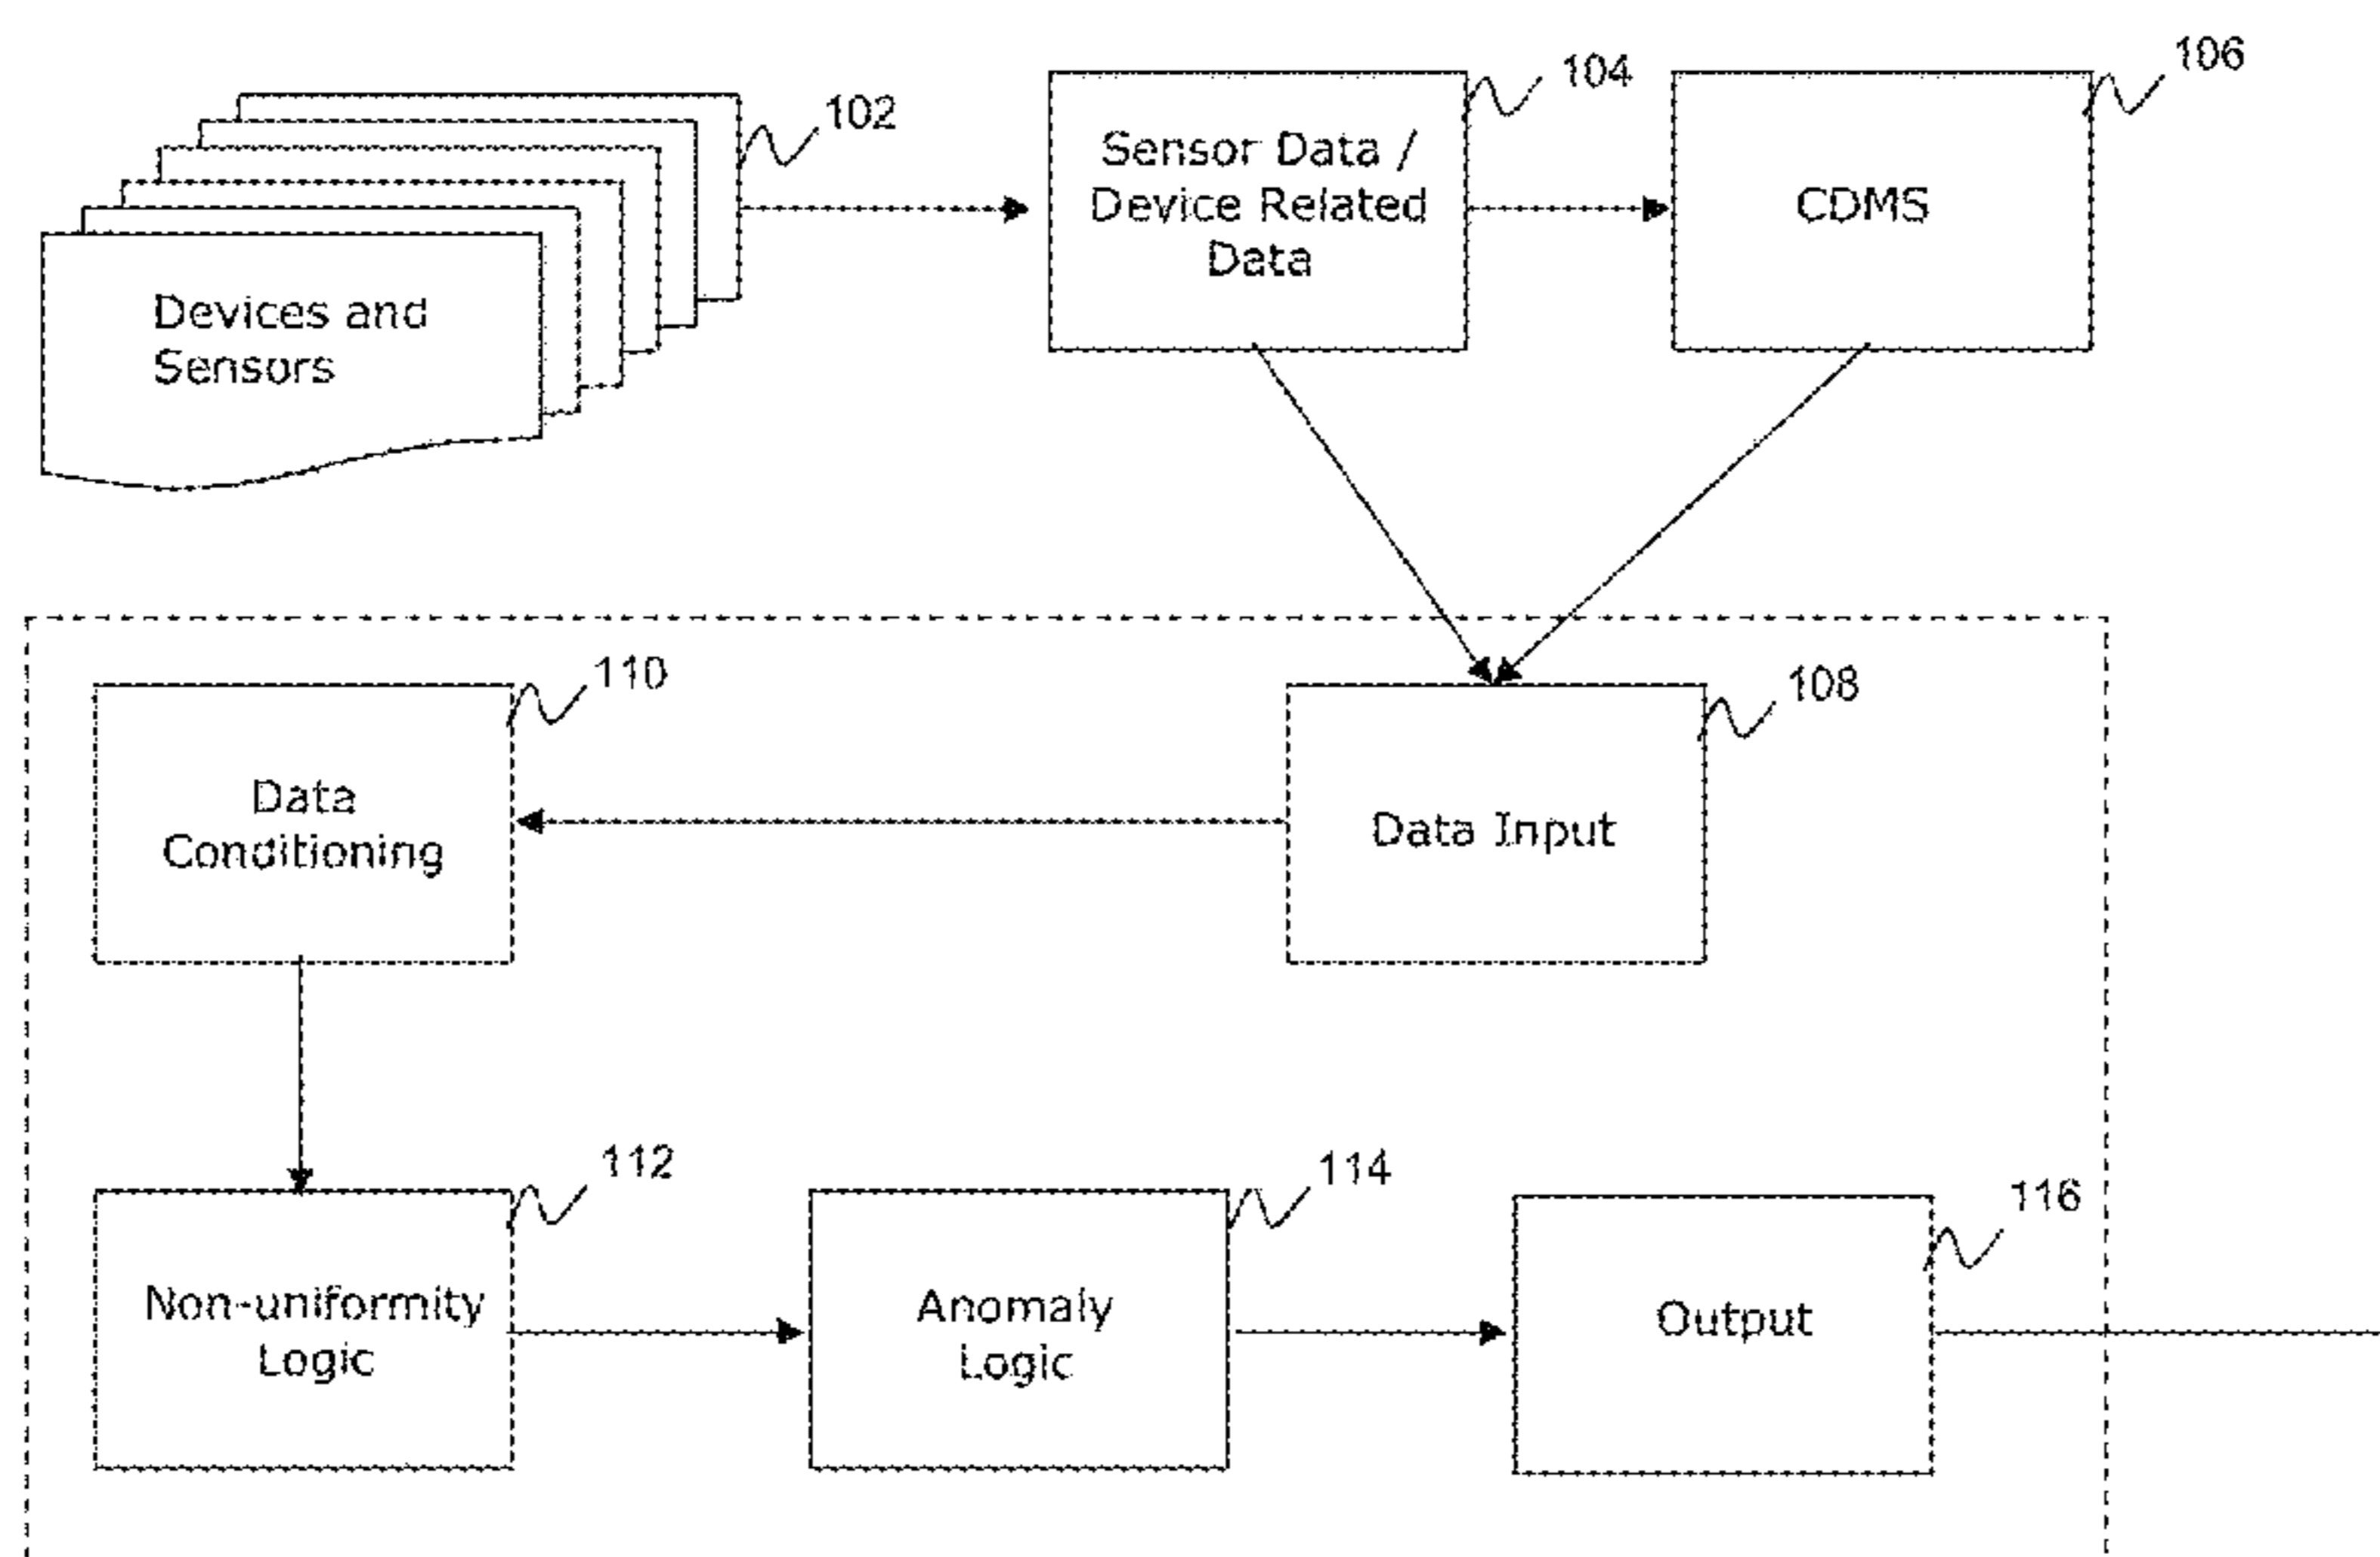 102
104
106
Sensor Data /
Device Related
Data
CDMS
Devices and
Sensors
110
108
Data
Conditioning
Data Input
112
114
116
Non-uniformity
Logic
Anomaly
Logic
Output